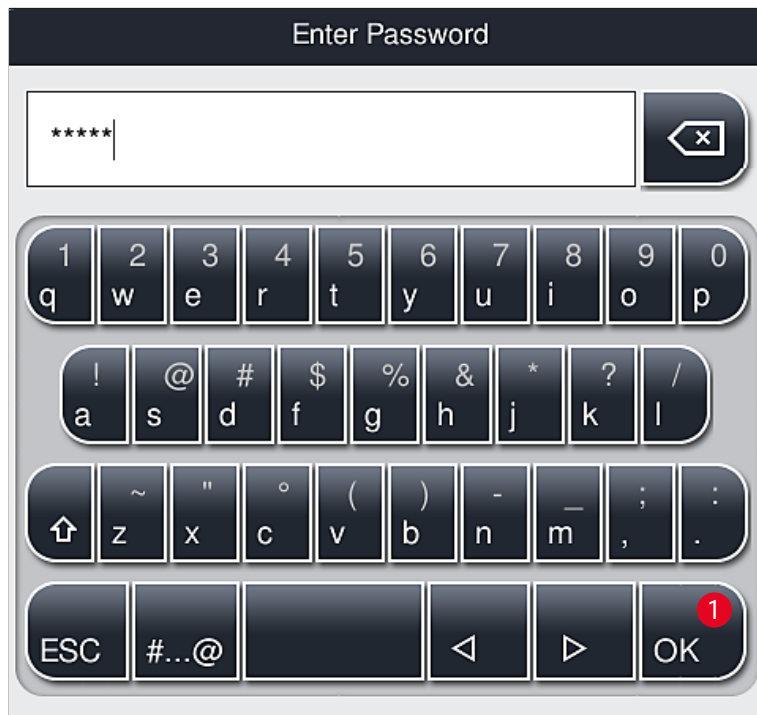 Enter Password
*****
1 2 3 4 5 6 7 8 9 0
q w e r t y u i o p
! @ # $ % & * ? /
a s d f g h j k l
~ " ° ( ) - _ ; :
z x c v b n m , .
1
ESC #...@ OK